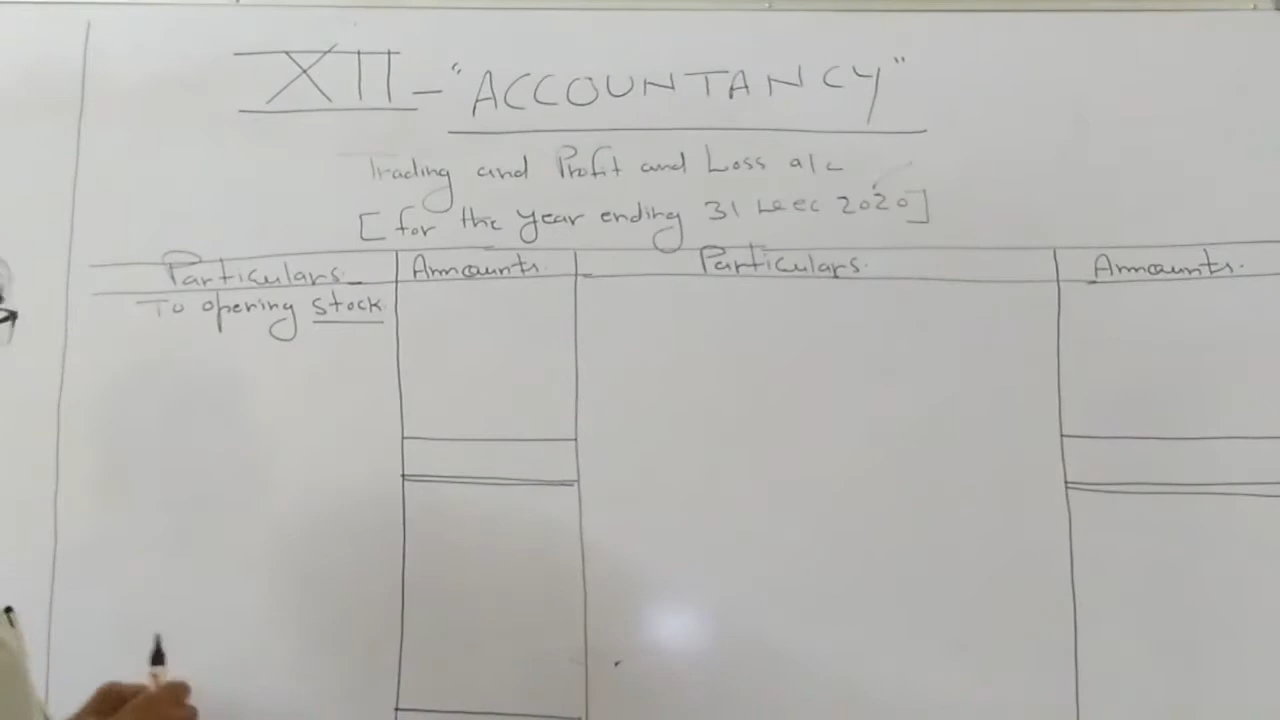 XII - "ACCOUNTANCY"
Trading and Profit and Loss a/c
[for the year ending 31 Dec 2020]
Particulars. Amounts. Particulars. Amounts.
To opening stock